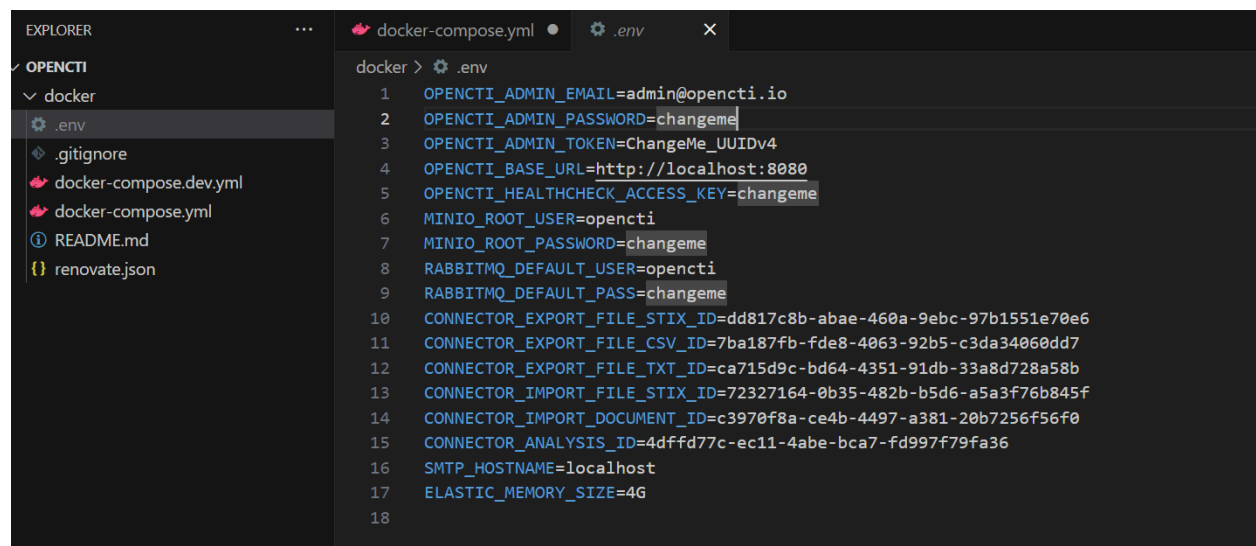 EXPLORER ...
OPENCTI
docker
.env
.gitignore
docker-compose.dev.yml
docker-compose.yml
README.md
renovate.json
docker-compose.yml
.env
docker > .env
1 OPENCTI_ADMIN_EMAIL=admin@opencti.io
2 OPENCTI_ADMIN_PASSWORD=changeme
3 OPENCTI_ADMIN_TOKEN=ChangeMe_UUIDv4
4 OPENCTI_BASE_URL=http://localhost:8080
5 OPENCTI_HEALTHCHECK_ACCESS_KEY=changeme
6 MINIO_ROOT_USER=opencti
7 MINIO_ROOT_PASSWORD=changeme
8 RABBITMQ_DEFAULT_USER=opencti
9 RABBITMQ_DEFAULT_PASS=changeme
10 CONNECTOR_EXPORT_FILE_STIX_ID=dd817c8b-abae-460a-9ebc-97b1551e70e6
11 CONNECTOR_EXPORT_FILE_CSV_ID=7ba187fb-fde8-4063-92b5-c3da34060dd7
12 CONNECTOR_EXPORT_FILE_TXT_ID=ca715d9c-bd64-4351-91db-33a8d728a58b
13 CONNECTOR_IMPORT_FILE_STIX_ID=72327164-0b35-482b-b5d6-a5a3f76b845f
14 CONNECTOR_IMPORT_DOCUMENT_ID=c3970f8a-ce4b-4497-a381-20b7256f56f0
15 CONNECTOR_ANALYSIS_ID=4dffd77c-ec11-4abe-bca7-fd997f79fa36
16 SMTP_HOSTNAME=localhost
17 ELASTIC_MEMORY_SIZE=4G
18